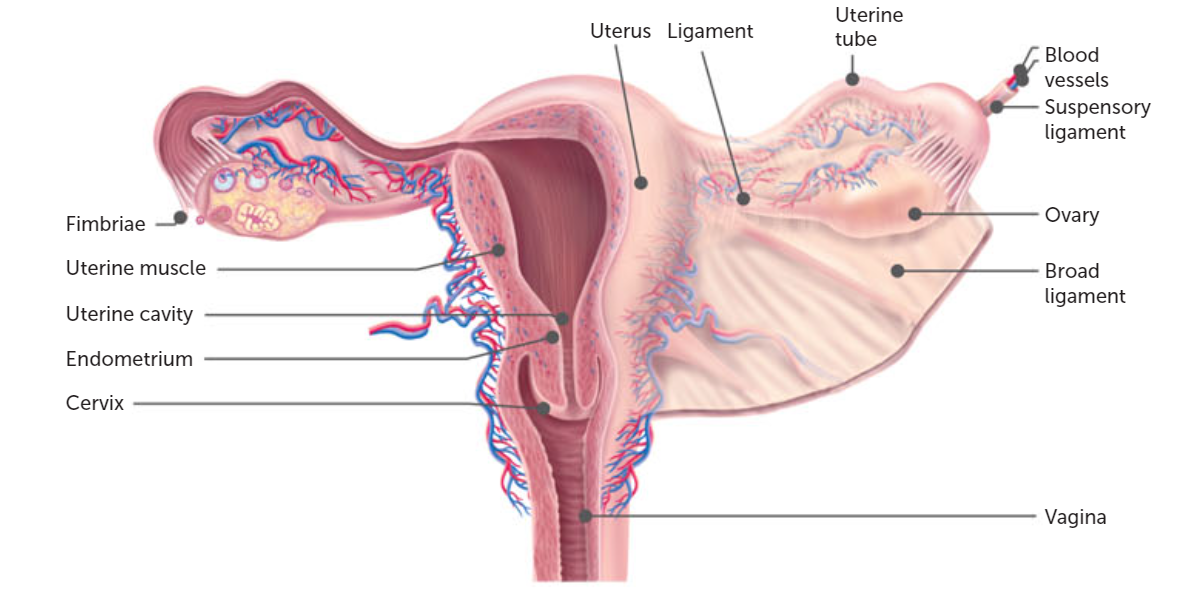 Uterus
Ligament
Uterine
tube
Blood
vessels
Suspensory
ligament
Fimbriae
Ovary
Uterine muscle
Broad
ligament
Uterine cavity
Endometrium
Cervix
Vagina